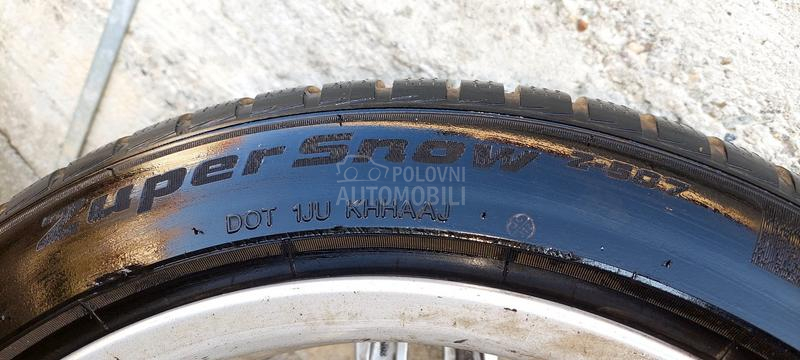 ZuperSnow Z-507
POLOVNI
AUTOMOBILI
DOT 1JU KHHAAJ